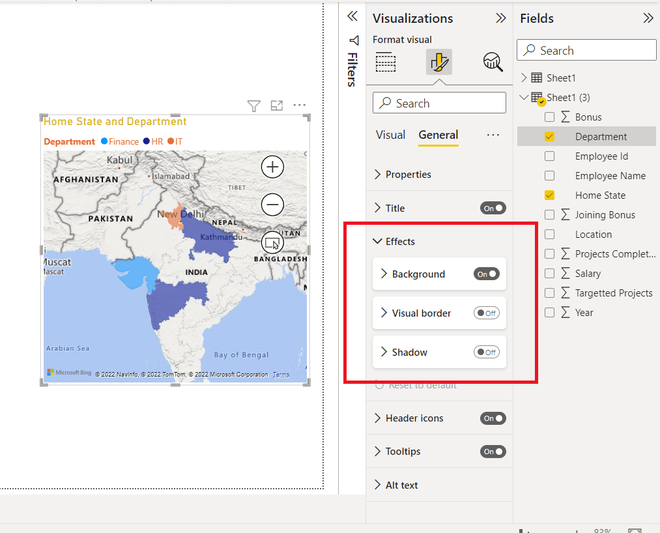 Home State and Department
Department Finance HR IT
Kabul
Islamabad
AFGHANISTAN
TIBET
PAKISTAN
New Delhi
NEPAL
Kathmandu
UTAN
BANGLADESH
INDIA
Muscat
Mascat
Arabian Sea
Bay of Bengal
Microsoft Bing © 2022 NavInfo, © 2022 TomTom, © 2022 Microsoft Corporation Terms
Filters
Visualizations
Format visual
Search
Visual General ...
Properties
Title On
Effects
Background On
Visual border Off
Shadow Off
Reset to default
Header icons On
Tooltips On
Alt text
Fields
Search
Sheet1
Sheet1 (3)
Bonus
Department
Employee Id
Employee Name
Home State
Joining Bonus
Location
Projects Complet...
Salary
Targetted Projects
Year